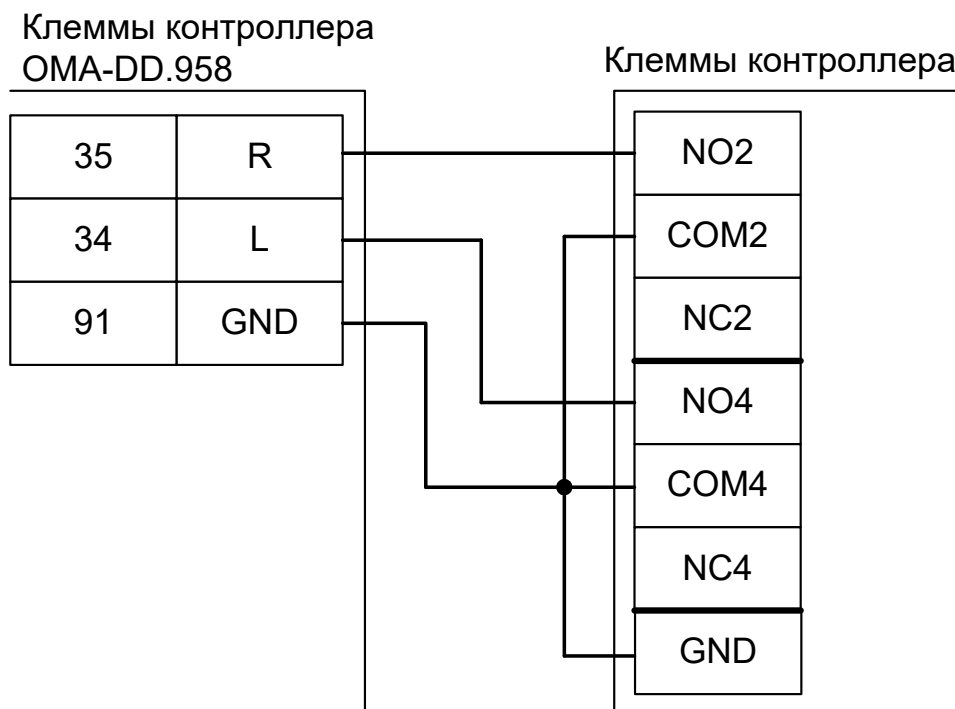 Клеммы контроллера
OMA-DD.958
Клеммы контроллера
35 R
34 L
91 GND
NO2
COM2
NC2
NO4
COM4
NC4
GND